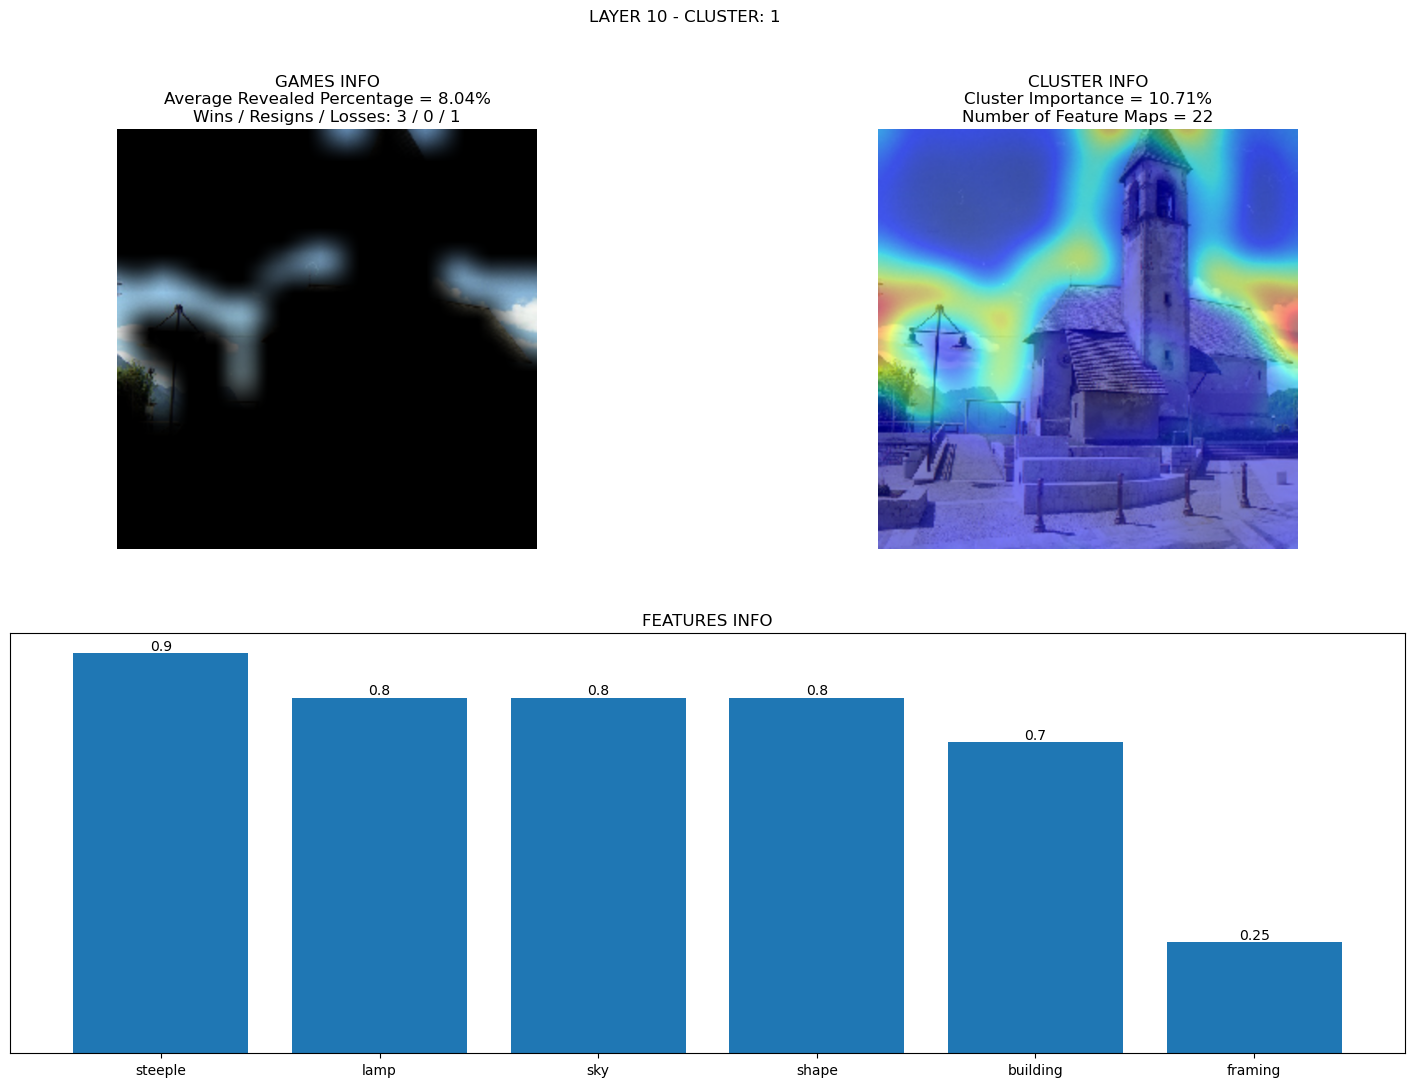 LAYER 10 - CLUSTER: 1
GAMES INFO
Average Revealed Percentage = 8.04%
Wins / Resigns / Losses: 3 / 0 / 1
CLUSTER INFO
Cluster Importance = 10.71%
Number of Feature Maps = 22
FEATURES INFO
0.9
0.8
0.8
0.8
0.7
0.25
steeple
lamp
sky
shape
building
framing